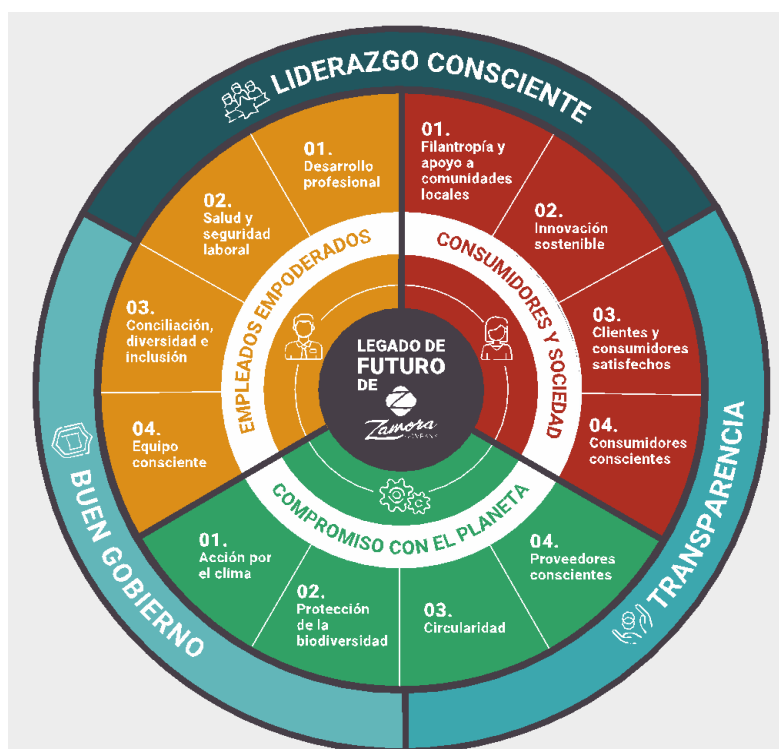 LIDERAZGO CONSCIENTE
01.
Desarrollo
profesional
02.
Salud y
seguridad
laboral
03.
Conciliación,
diversidad e
inclusión
04.
Equipo
consciente
EMPLEADOS EMPODERADOS
01.
Filantropía y
apoyo a
comunidades
locales
02.
Innovación
sostenible
03.
Clientes y
consumidores
satisfechos
04.
Consumidores
conscientes
CONSUMIDORES Y SOCIEDAD
LEGADO DE
FUTURO
DE
Zamora
COMPANY
COMPROMISO CON EL PLANETA
01.
Acción por
el clima
02.
Protección
de la
biodiversidad
03.
Circularidad
04.
Proveedores
conscientes
BUEN GOBIERNO
TRANSPARENCIA